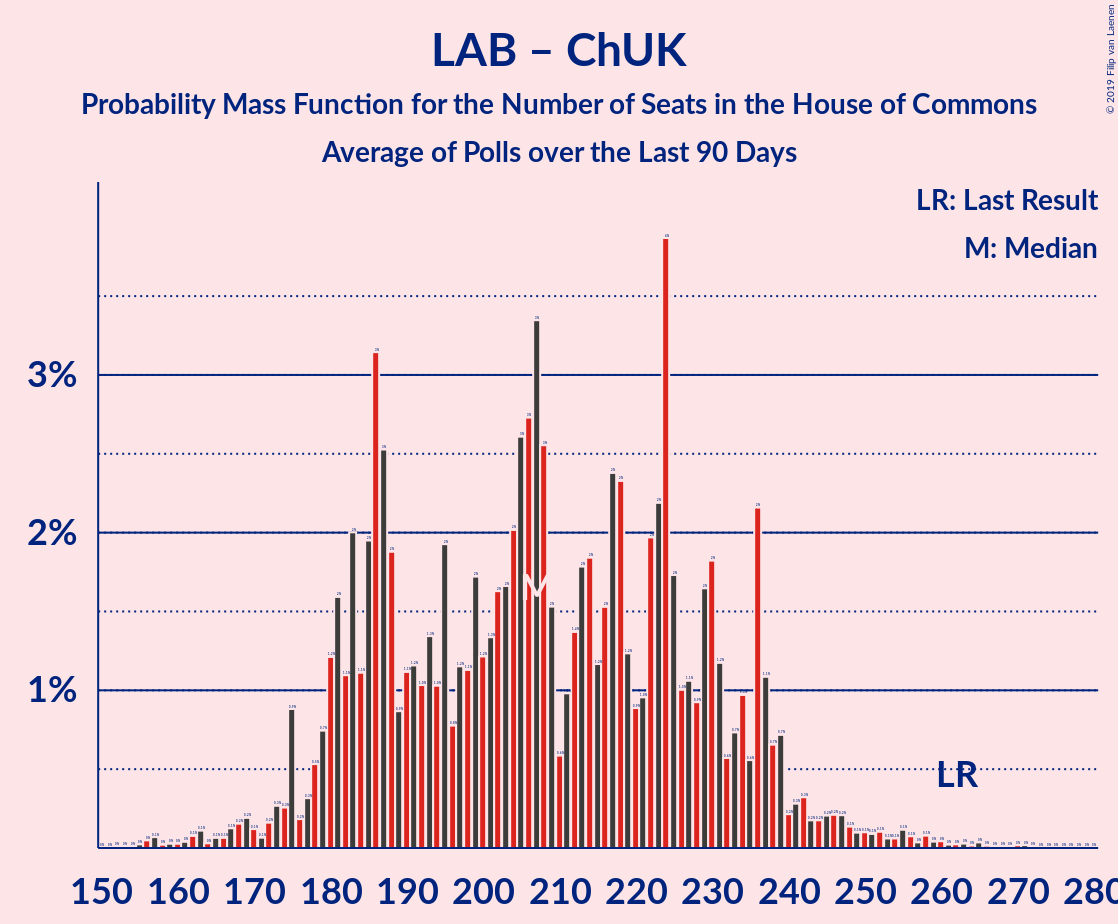 LAB – ChUK
Probability Mass Function for the Number of Seats in the House of Commons
Average of Polls over the Last 90 Days
© 2019 Filip van Laenen
LR: Last Result
M: Median
3%
2%
1%
M
LR
150 160 170 180 190 200 210 220 230 240 250 260 270 280